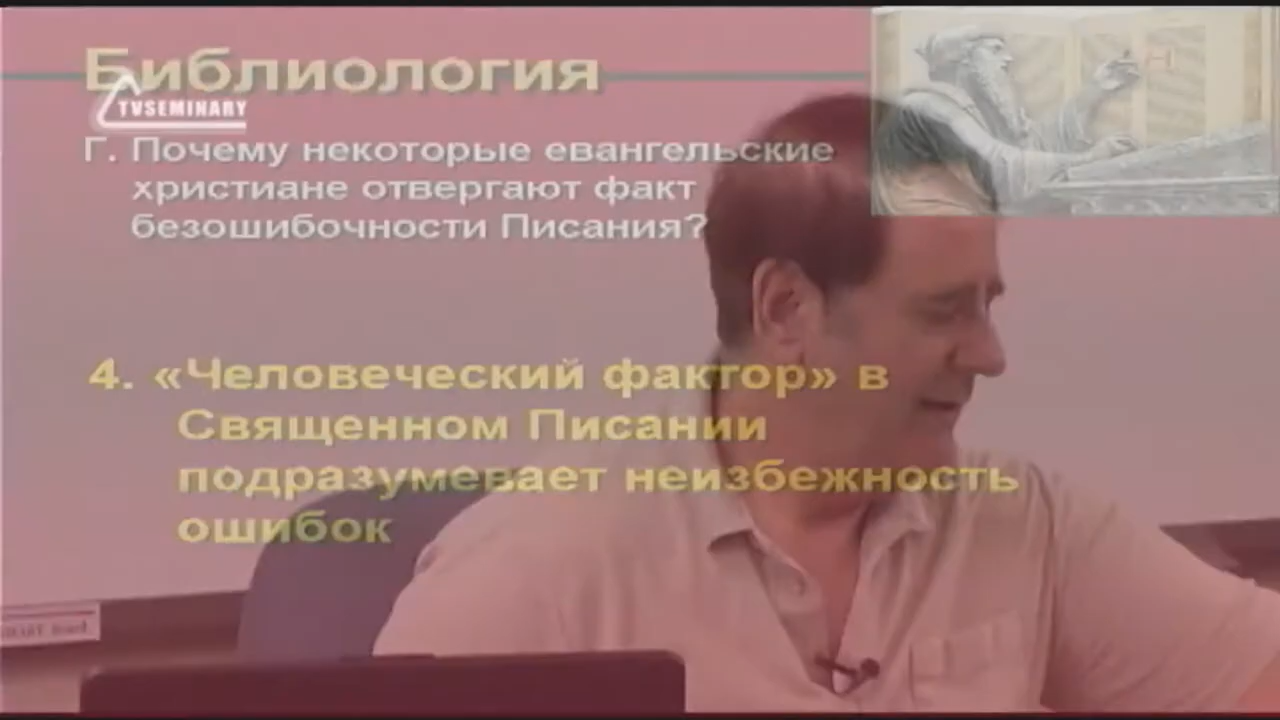 Библиология
TVSEMINARY
Г. Почему некоторые евангельские
христиане отвергают факт
безошибочности Писания?
4. «Человеческий фактор» в
Священном Писании
подразумевает неизбежность
ошибок